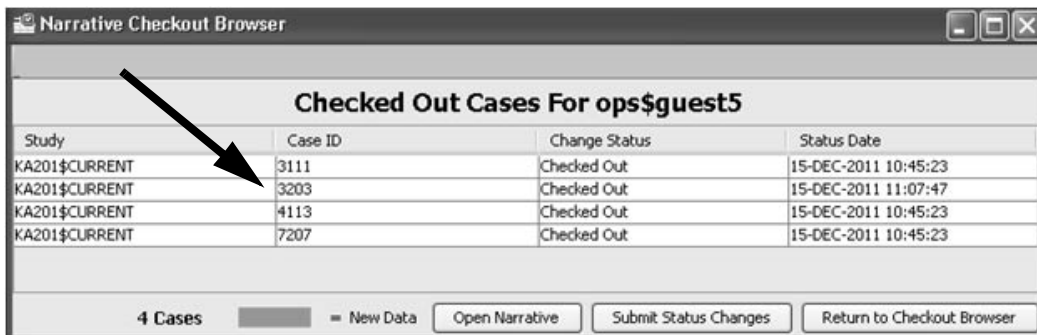 Narrative Checkout Browser
Checked Out Cases For ops$guest5
Study Case ID Change Status Status Date
KA201$CURRENT 3111 Checked Out 15-DEC-2011 10:45:23
KA201$CURRENT 3203 Checked Out 15-DEC-2011 11:07:47
KA201$CURRENT 4113 Checked Out 15-DEC-2011 10:45:23
KA201$CURRENT 7207 Checked Out 15-DEC-2011 10:45:23
4 Cases = New Data Open Narrative Submit Status Changes Return to Checkout Browser